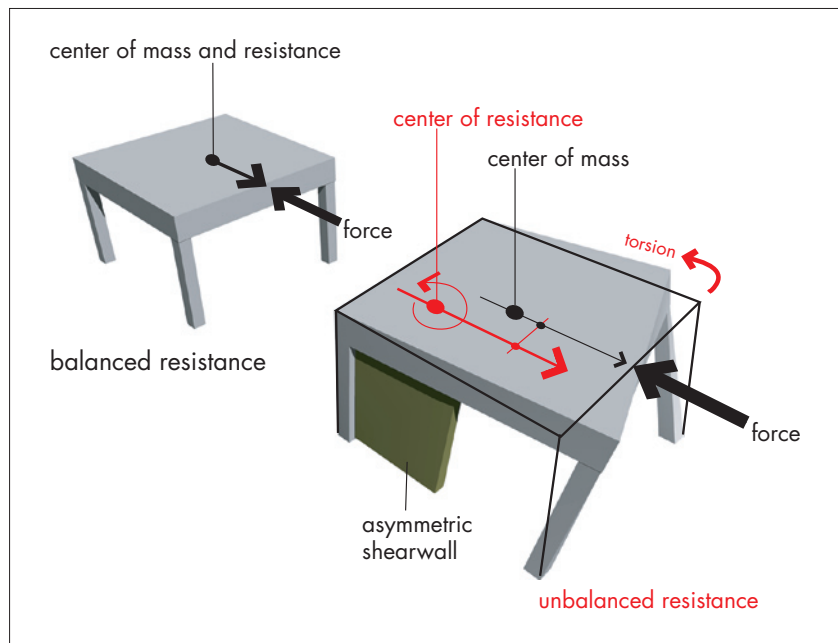 center of mass and resistance
center of resistance
center of mass
force
torsion
balanced resistance
force
asymmetric
shearwall
unbalanced resistance